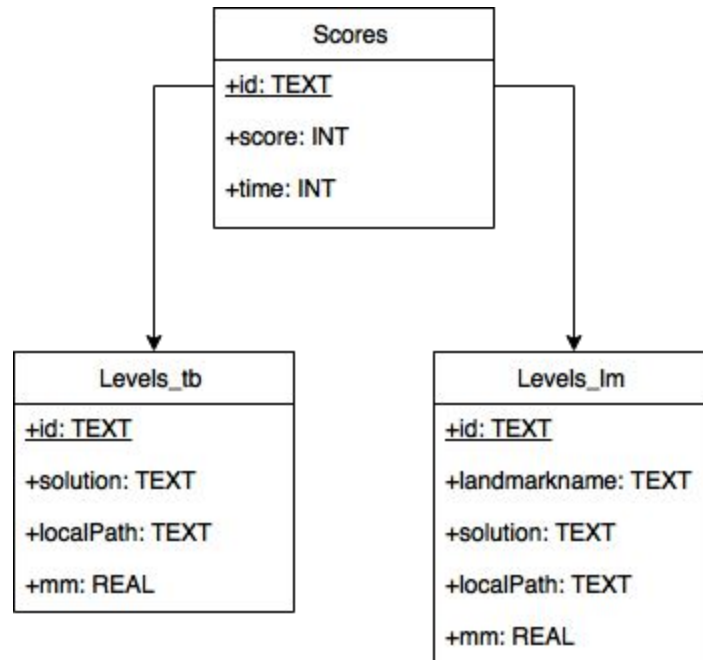 Scores
+id: TEXT
+score: INT
+time: INT
Levels_tb
+id: TEXT
+solution: TEXT
+localPath: TEXT
+mm: REAL
Levels_lm
+id: TEXT
+landmarkname: TEXT
+solution: TEXT
+localPath: TEXT
+mm: REAL